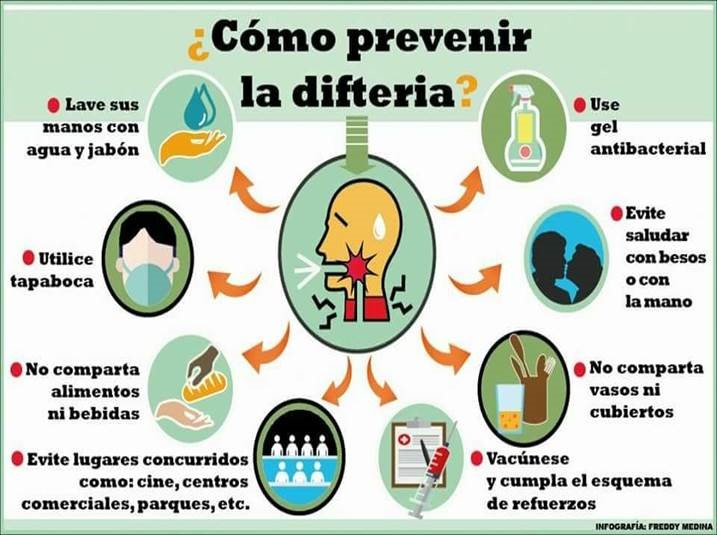 ¿Cómo prevenir
la difteria?
Lave sus
manos con
agua y jabón
Use
gel
antibacterial
Utilice
tapaboca
Evite
saludar
con besos
o con
la mano
No comparta
alimentos
ni bebidas
No comparta
vasos ni
cubiertos
Evite lugares concurridos
como: cine, centros
comerciales, parques, etc.
Vacúnese
y cumpla el esquema
de refuerzos
INFOGRAFÍA: FREDDY MEDINA